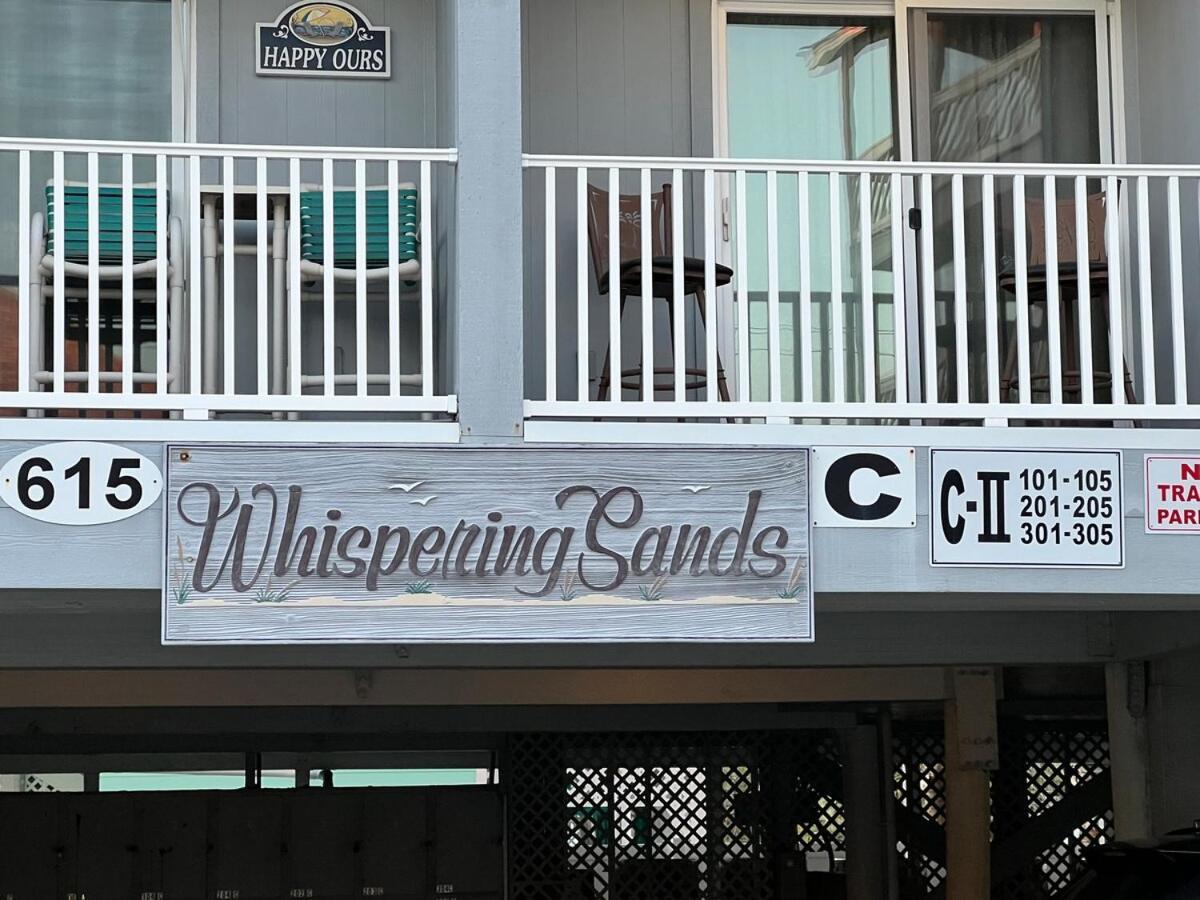 HAPPY OURS
615
Whispering Sands
C
C-II
101-105
201-205
301-305